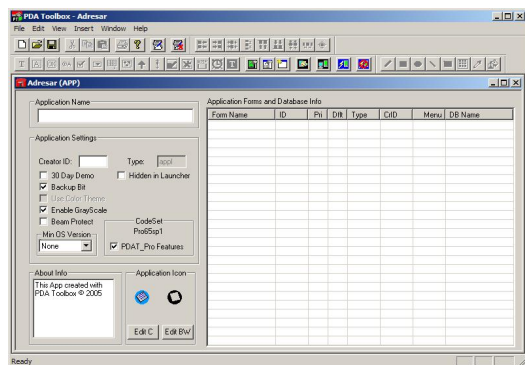 PDA Toolbox - Adresar
File Edit View Insert Window Help
Adresar (APP)
Application Name
Application Settings
Creator ID:
Type: appl
30 Day Demo
Hidden in Launcher
Backup Bit
Use Color Theme
Enable GrayScale
Beam Protect
Min OS Version
None
CodeSet
Pro65sp1
PDAT_Pro Features
About Info
This App created with
PDA Toolbox © 2005
Application Icon
Edit C
Edit BW
Application Forms and Database Info
Form Name ID Pri Dflt Type CrID Menu DB Name
Ready